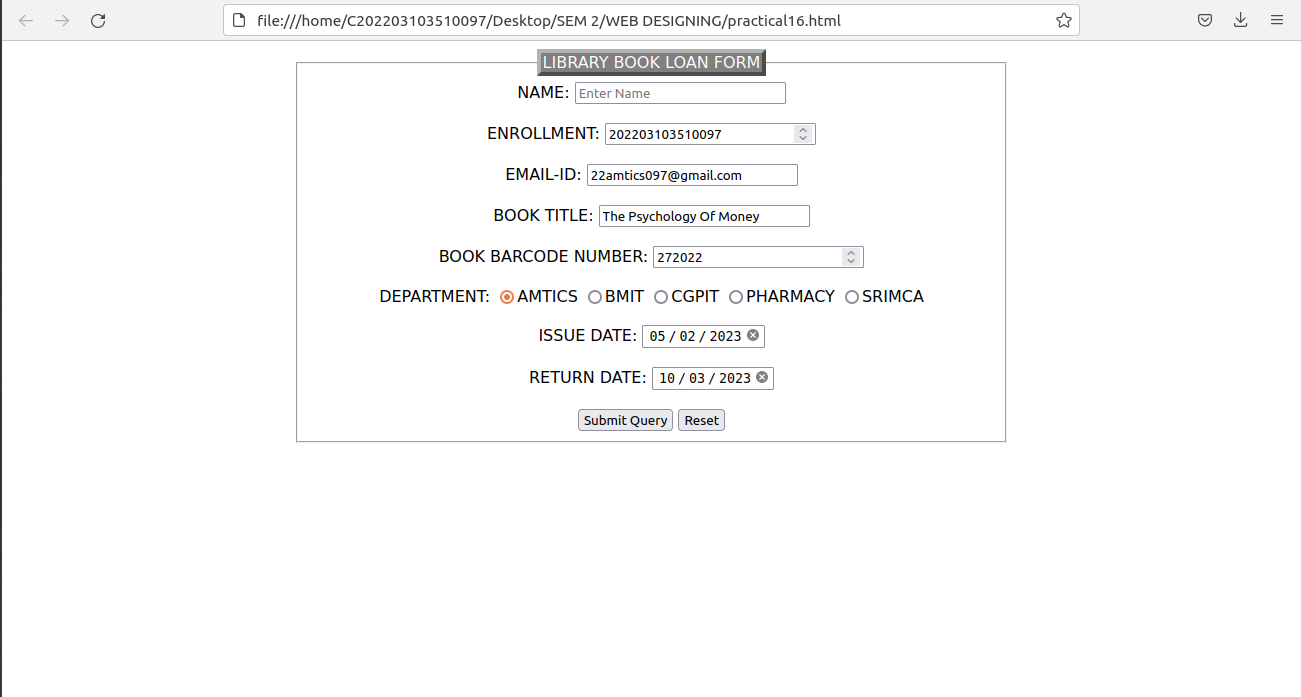 file:///home/C202203103510097/Desktop/SEM 2/WEB DESIGNING/practical16.html
LIBRARY BOOK LOAN FORM
NAME: Enter Name
ENROLLMENT: 202203103510097
EMAIL-ID: 22amtics097@gmail.com
BOOK TITLE: The Psychology Of Money
BOOK BARCODE NUMBER: 272022
DEPARTMENT: AMTICS BMIT CGPIT PHARMACY SRIMCA
ISSUE DATE: 05 / 02 / 2023
RETURN DATE: 10 / 03 / 2023
Submit Query Reset